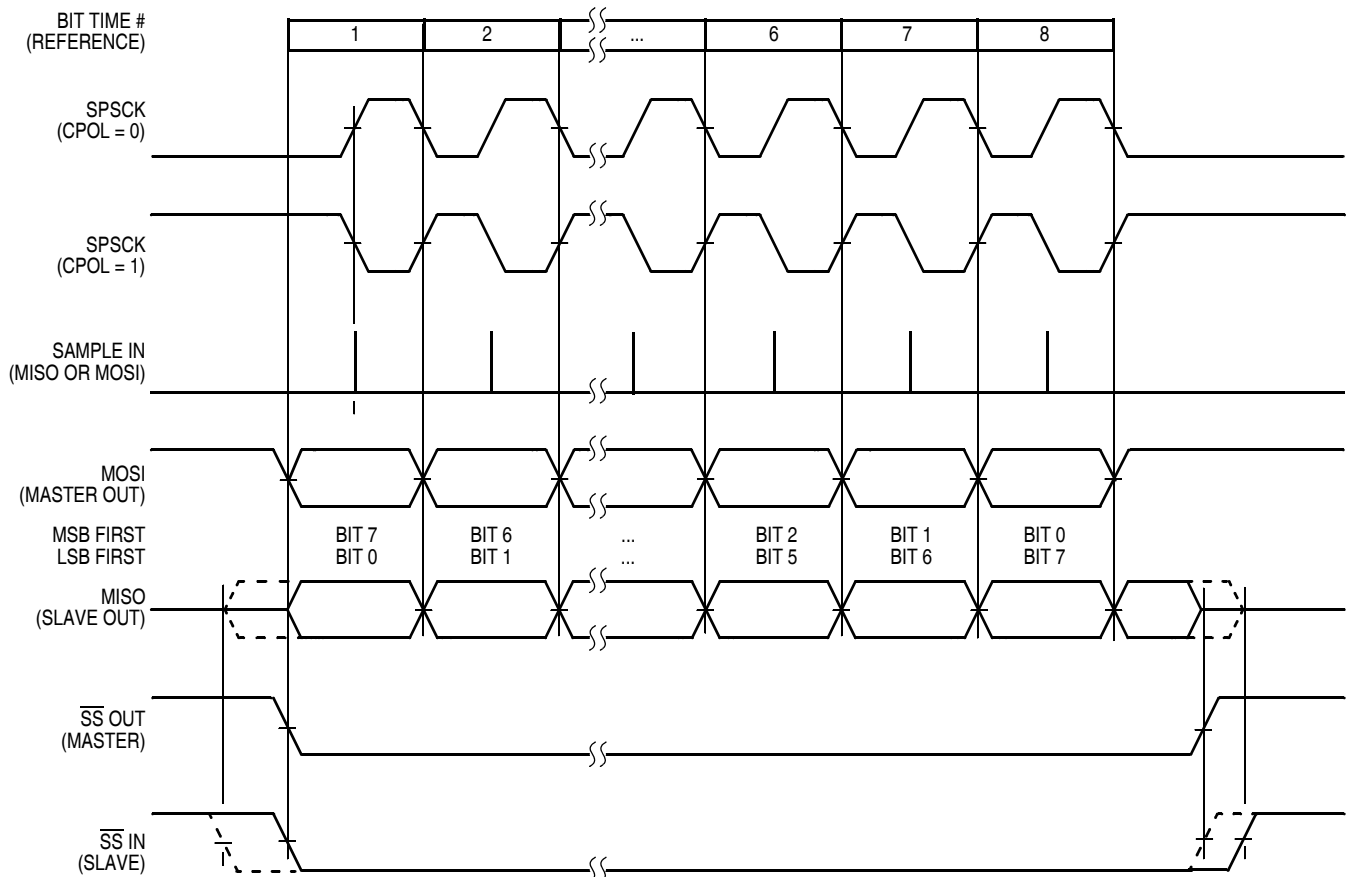 BIT TIME #
(REFERENCE)
1 2 ... 6 7 8
SPSCK
(CPOL = 0)
SPSCK
(CPOL = 1)
SAMPLE IN
(MISO OR MOSI)
MOSI
(MASTER OUT)
MSB FIRST BIT 7 BIT 6 ... BIT 2 BIT 1 BIT 0
LSB FIRST BIT 0 BIT 1 ... BIT 5 BIT 6 BIT 7
MISO
(SLAVE OUT)
S̅S̅ OUT
(MASTER)
S̅S̅ IN
(SLAVE)